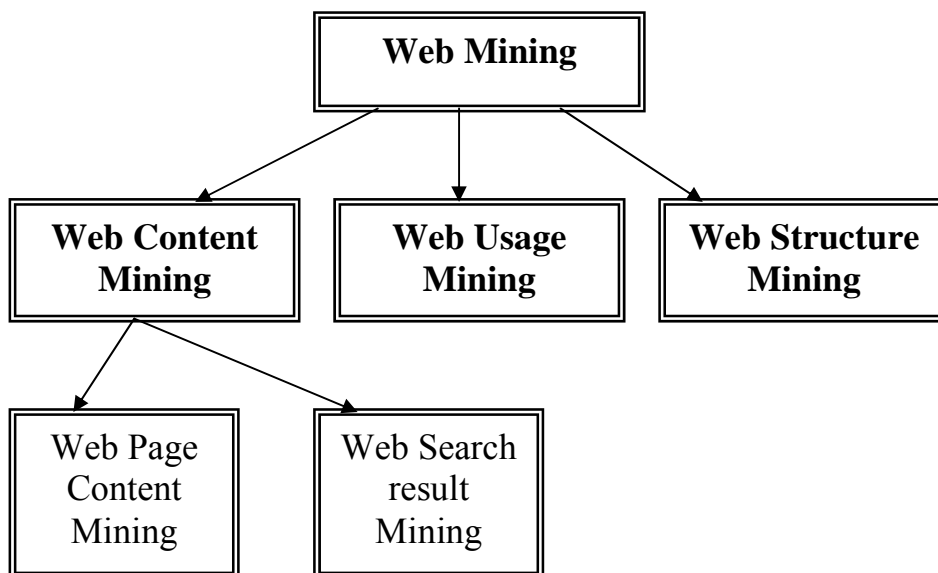 Web Mining
Web Content
Mining
Web Usage
Mining
Web Structure
Mining
Web Page
Content
Mining
Web Search
result
Mining